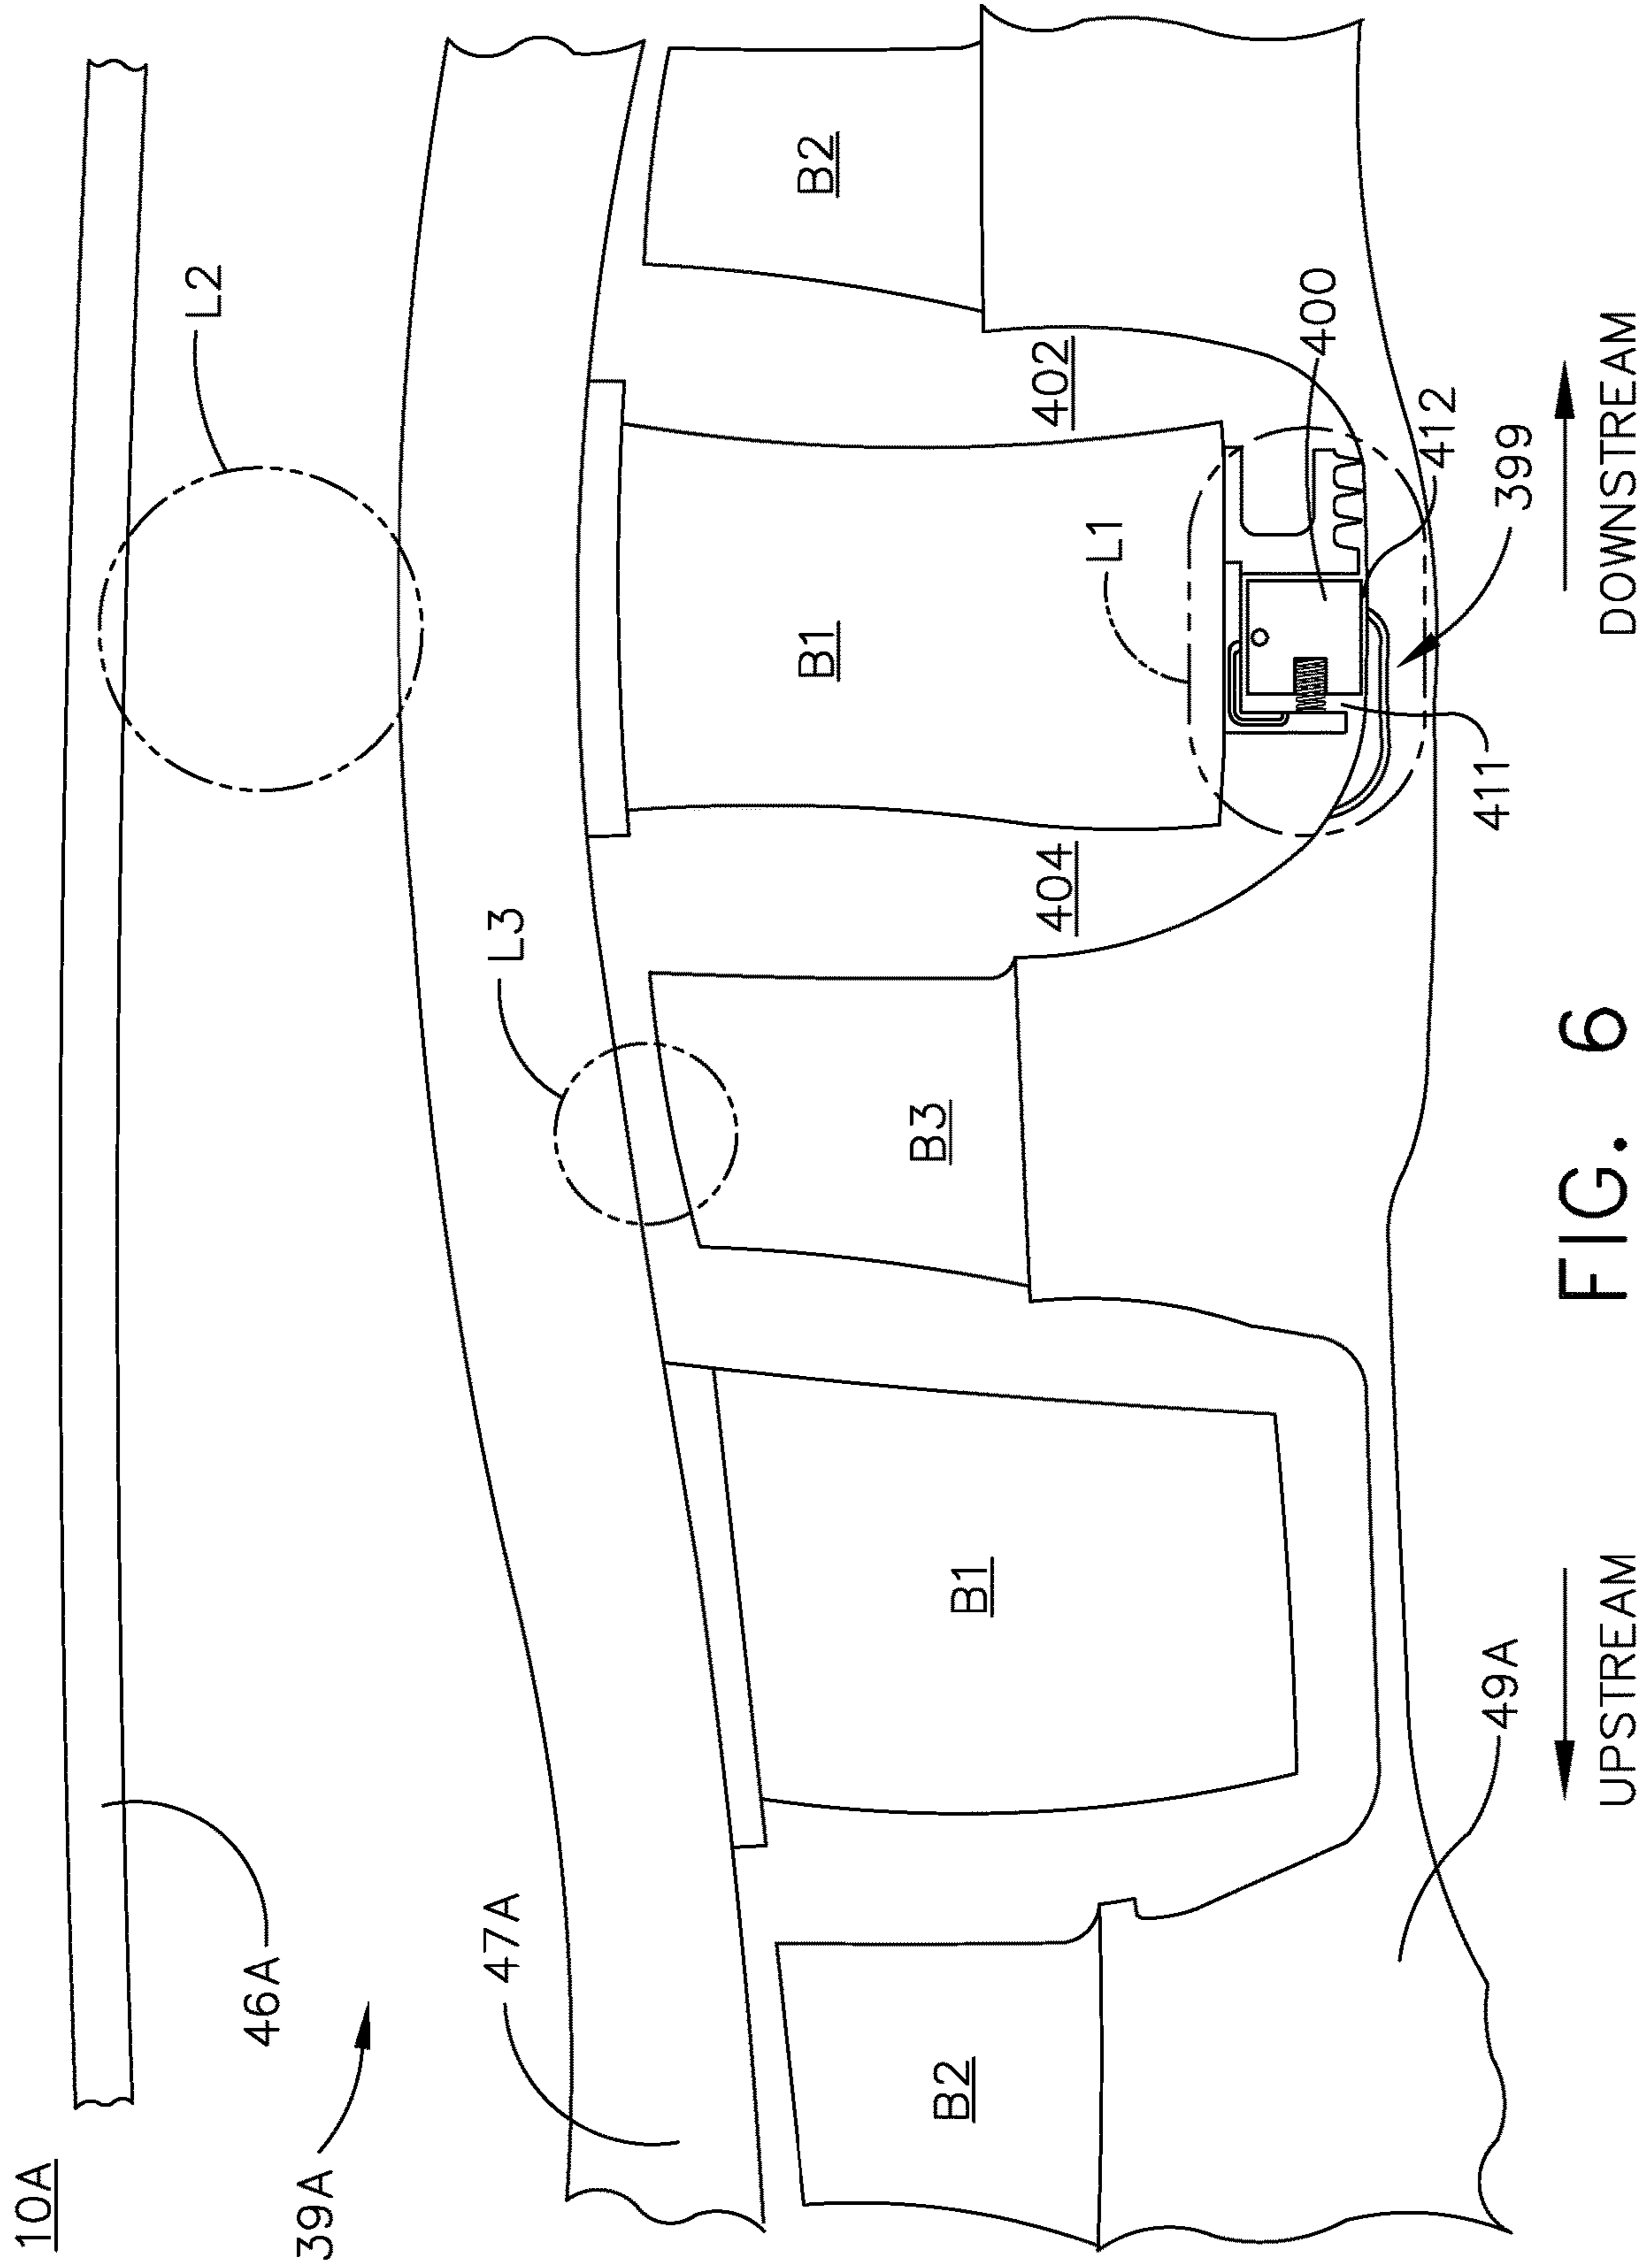 10A
L2
46A
39A
47A
L3
B1
B2
B3
B2
B1
404
402
L1
400
412
411
49A
399
UPSTREAM
DOWNSTREAM
FIG. 6